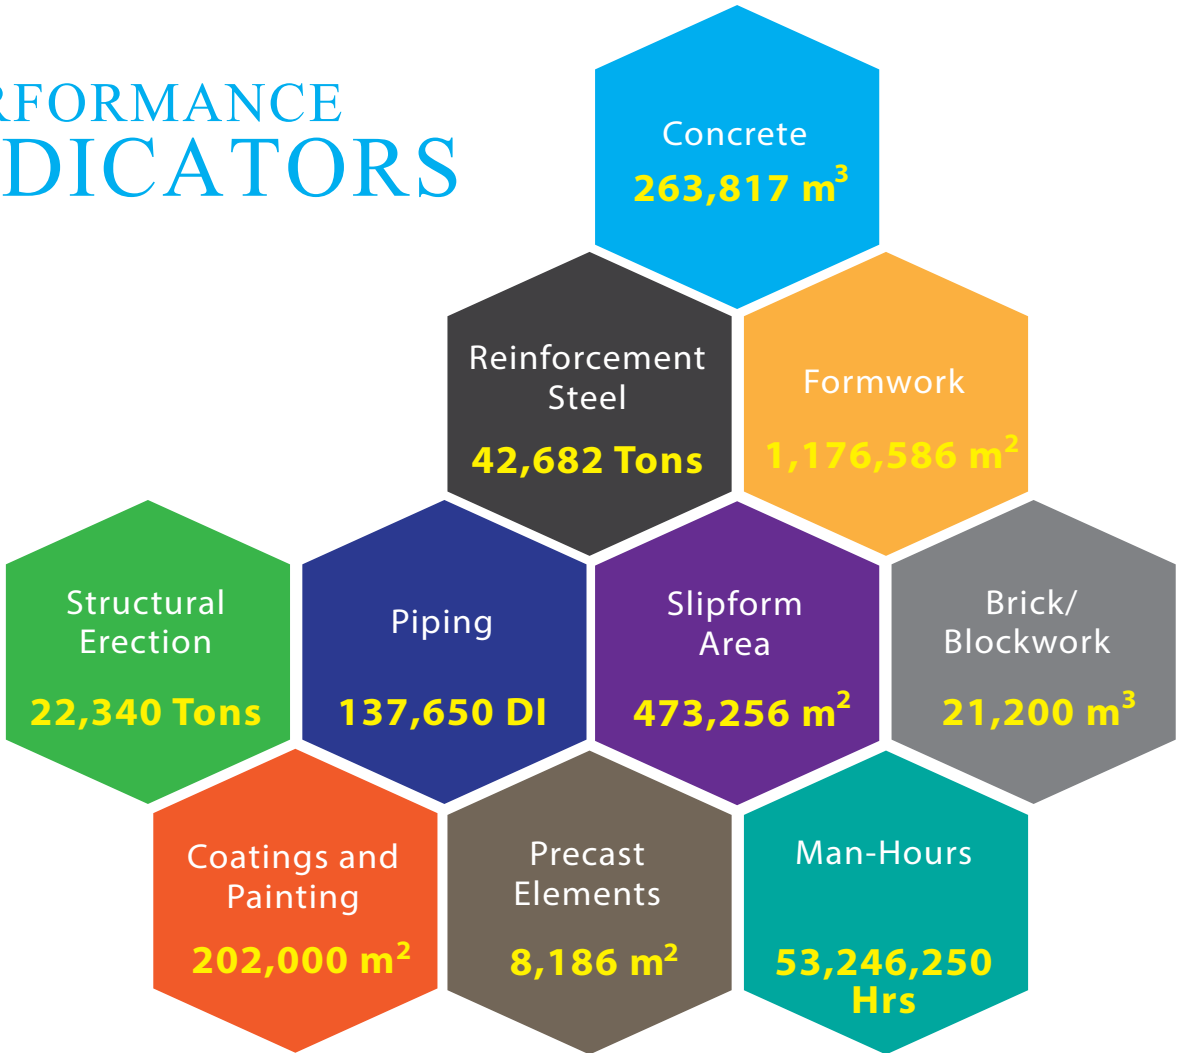 RFORMANCE
DICATORS
Concrete
263,817 m³
Reinforcement
Steel
42,682 Tons
Formwork
1,176,586 m²
Structural
Erection
22,340 Tons
Piping
137,650 DI
Slipform
Area
473,256 m²
Brick/
Blockwork
21,200 m³
Coatings and
Painting
202,000 m²
Precast
Elements
8,186 m²
Man-Hours
53,246,250
Hrs